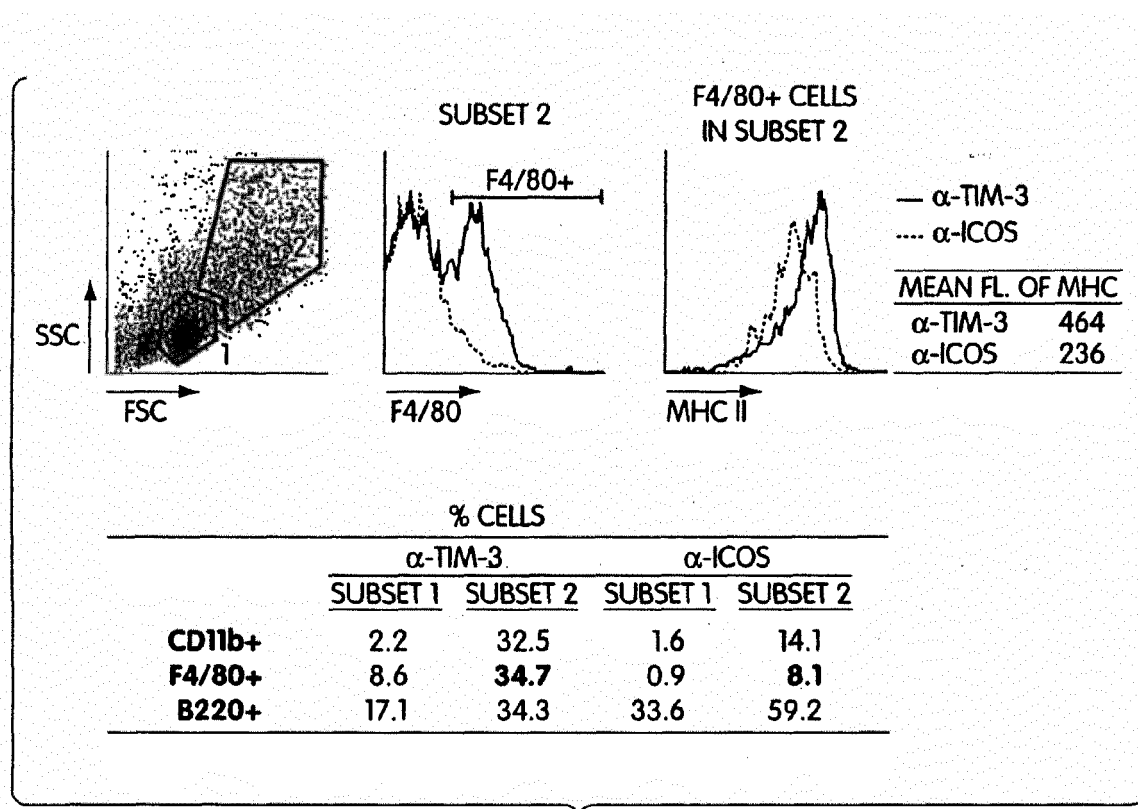 SUBSET 2
F4/80+ CELLS
IN SUBSET 2
SSC
FSC
1
2
F4/80+
F4/80
MHC II
α-TIM-3
α-ICOS
MEAN FL. OF MHC
α-TIM-3 464
α-ICOS 236
% CELLS
α-TIM-3 α-ICOS
SUBSET 1 SUBSET 2 SUBSET 1 SUBSET 2
CD11b+ 2.2 32.5 1.6 14.1
F4/80+ 8.6 34.7 0.9 8.1
B220+ 17.1 34.3 33.6 59.2